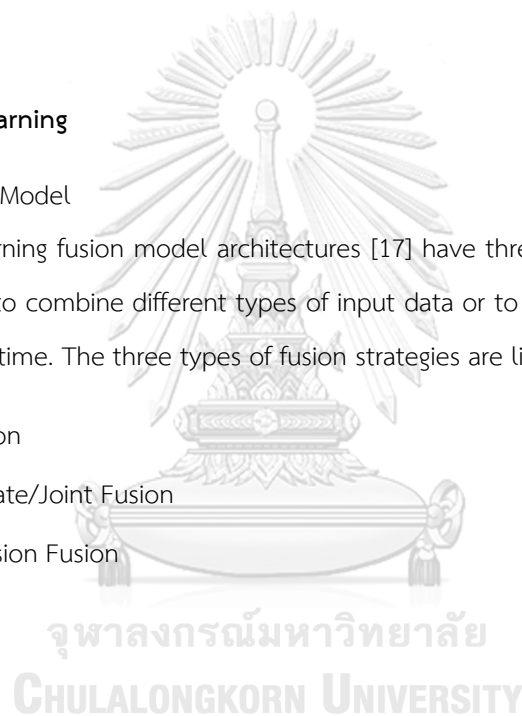 arning
Model
rning fusion model architectures [17] have thre
to combine different types of input data or to
time. The three types of fusion strategies are li
on
ate/Joint Fusion
sion Fusion
จุฬาลงกรณ์มหาวิทยาลัย
CHULALONGKORN UNIVERSITY